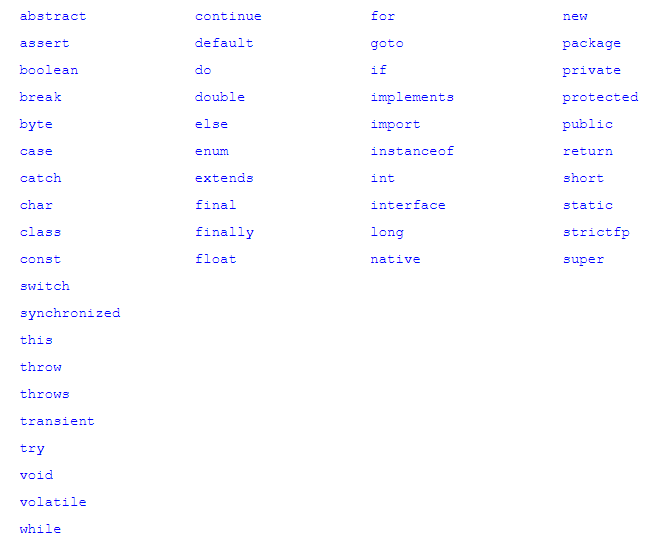 abstract continue for new
assert default goto package
boolean do if private
break double implements protected
byte else import public
case enum instanceof return
catch extends int short
char final interface static
class finally long strictfp
const float native super
switch
synchronized
this
throw
throws
transient
try
void
volatile
while